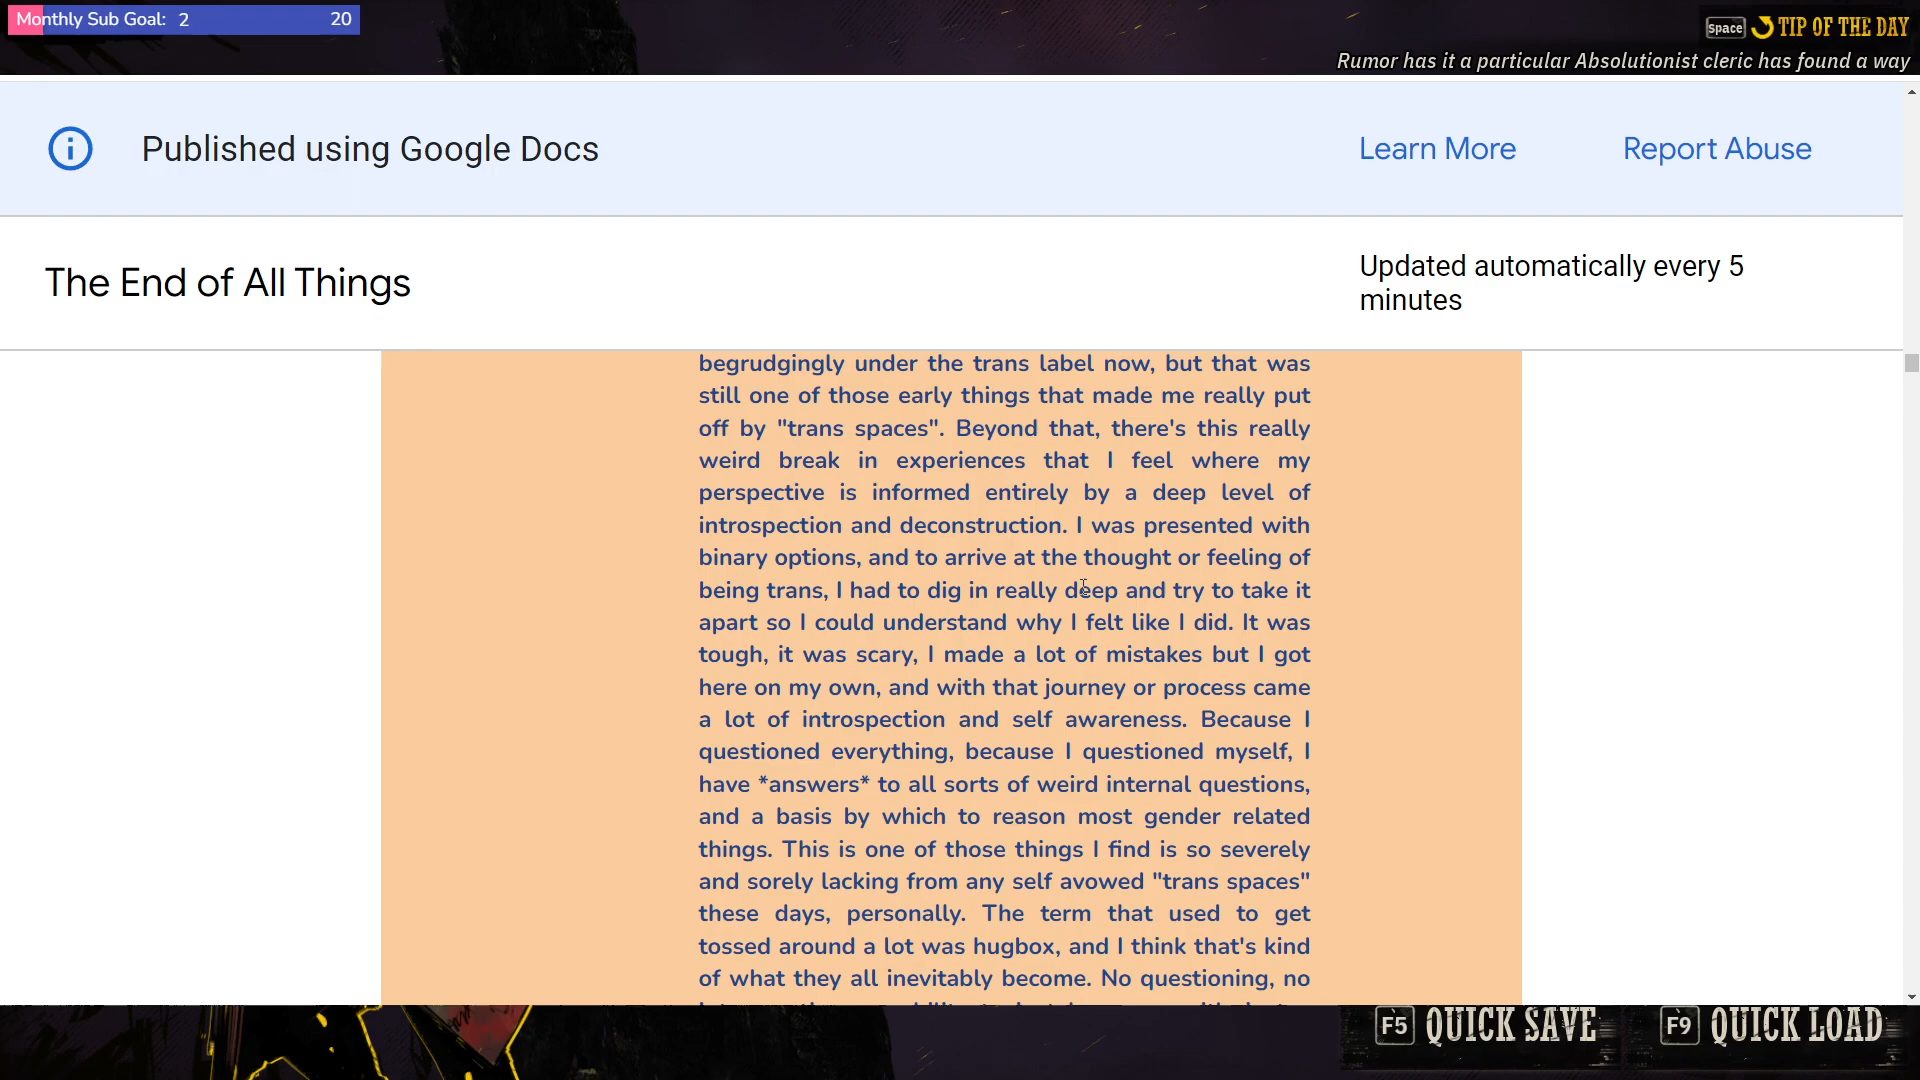 Monthly Sub Goal: 2 20
Space TIP OF THE DAY
Rumor has it a particular Absolutionist cleric has found a way
Published using Google Docs
Learn More
Report Abuse
The End of All Things
Updated automatically every 5
minutes
begrudgingly under the trans label now, but that was
still one of those early things that made me really put
off by "trans spaces". Beyond that, there's this really
weird break in experiences that I feel where my
perspective is informed entirely by a deep level of
introspection and deconstruction. I was presented with
binary options, and to arrive at the thought or feeling of
being trans, I had to dig in really deep and try to take it
apart so I could understand why I felt like I did. It was
tough, it was scary, I made a lot of mistakes but I got
here on my own, and with that journey or process came
a lot of introspection and self awareness. Because I
questioned everything, because I questioned myself, I
have *answers* to all sorts of weird internal questions,
and a basis by which to reason most gender related
things. This is one of those things I find is so severely
and sorely lacking from any self avowed "trans spaces"
these days, personally. The term that used to get
tossed around a lot was hugbox, and I think that's kind
of what they all inevitably become. No questioning, no
F5 QUICK SAVE
F9 QUICK LOAD